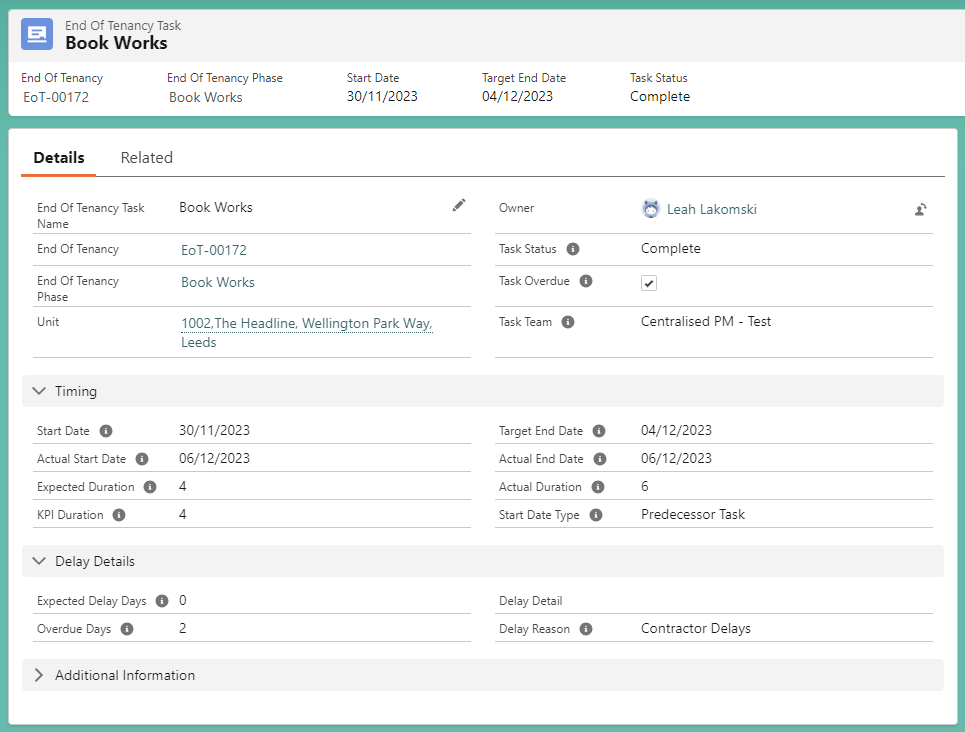 End Of Tenancy Task
Book Works
End Of Tenancy
End Of Tenancy Phase
Start Date
Target End Date
Task Status
EoT-00172
Book Works
30/11/2023
04/12/2023
Complete
Details
Related
End Of Tenancy Task
Name
Book Works
Owner
Leah Lakomski
End Of Tenancy
EoT-00172
Task Status
Complete
End Of Tenancy
Phase
Book Works
Task Overdue
Unit
1002,The Headline, Wellington Park Way,
Leeds
Task Team
Centralised PM - Test
Timing
Start Date
30/11/2023
Target End Date
04/12/2023
Actual Start Date
06/12/2023
Actual End Date
06/12/2023
Expected Duration
4
Actual Duration
6
KPI Duration
4
Start Date Type
Predecessor Task
Delay Details
Expected Delay Days
0
Delay Detail
Overdue Days
2
Delay Reason
Contractor Delays
Additional Information